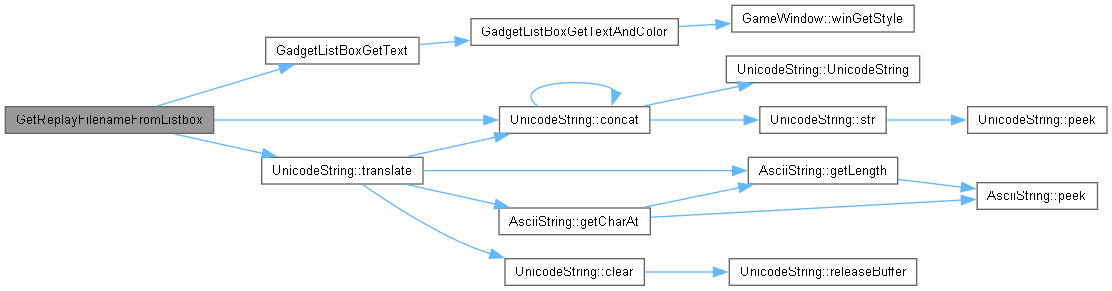 GameWindow::winGetStyle
GadgetListBoxGetTextAndColor
GadgetListBoxGetText
UnicodeString::UnicodeString
GetReplayFilenameFromListbox
UnicodeString::concat
UnicodeString::str
UnicodeString::peek
UnicodeString::translate
AsciiString::getLength
AsciiString::peek
AsciiString::getCharAt
UnicodeString::clear
UnicodeString::releaseBuffer